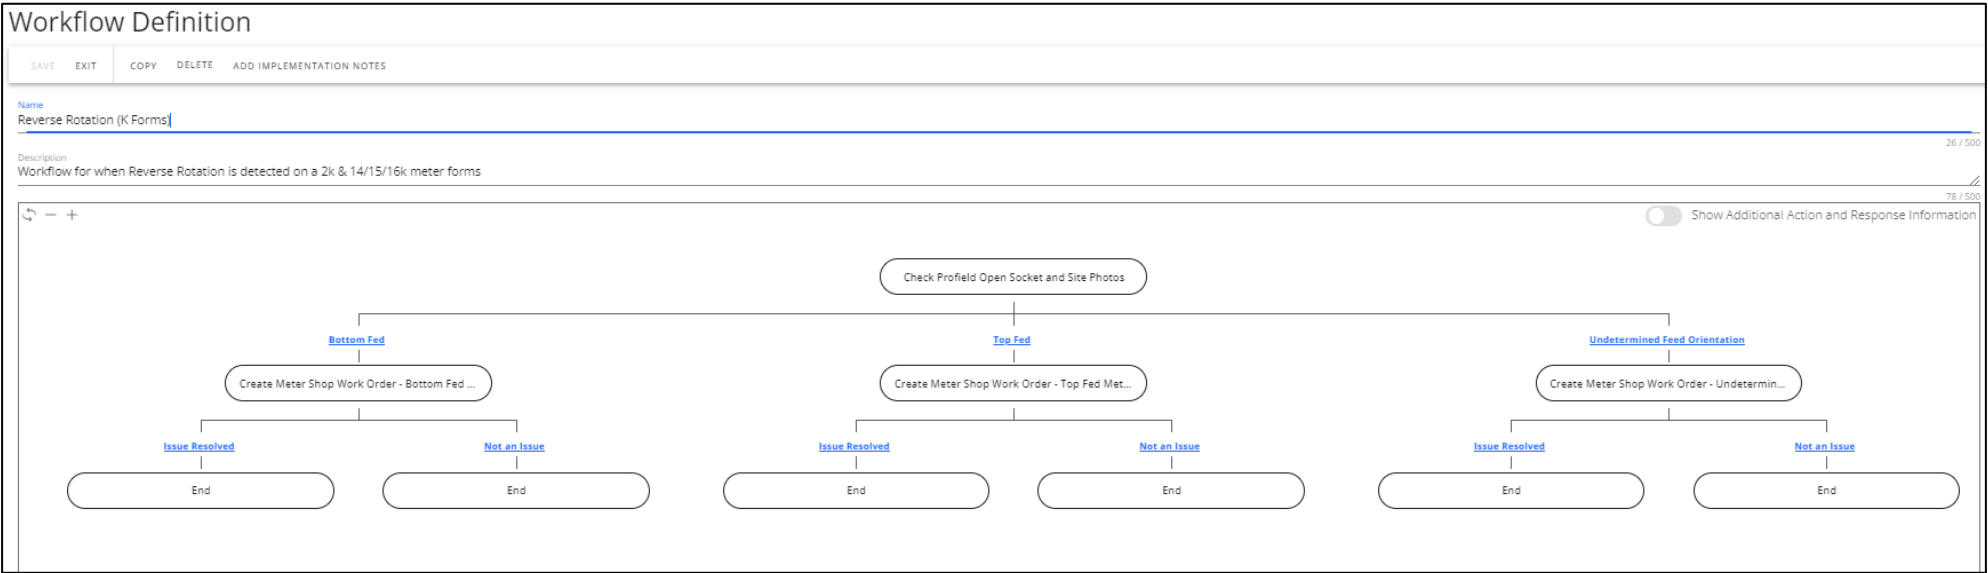 Workflow Definition
SAVE EXIT COPY DELETE ADD IMPLEMENTATION NOTES
Name
Reverse Rotation (K Forms)
26 / 500
Description
Workflow for when Reverse Rotation is detected on a 2k & 14/15/16k meter forms
78 / 500
Show Additional Action and Response Information
Check Profield Open Socket and Site Photos
Bottom Fed Top Fed Undetermined Feed Orientation
Create Meter Shop Work Order - Bottom Fed ... Create Meter Shop Work Order - Top Fed Met... Create Meter Shop Work Order - Undetermin...
Issue Resolved Not an Issue Issue Resolved Not an Issue Issue Resolved Not an Issue
End End End End End End